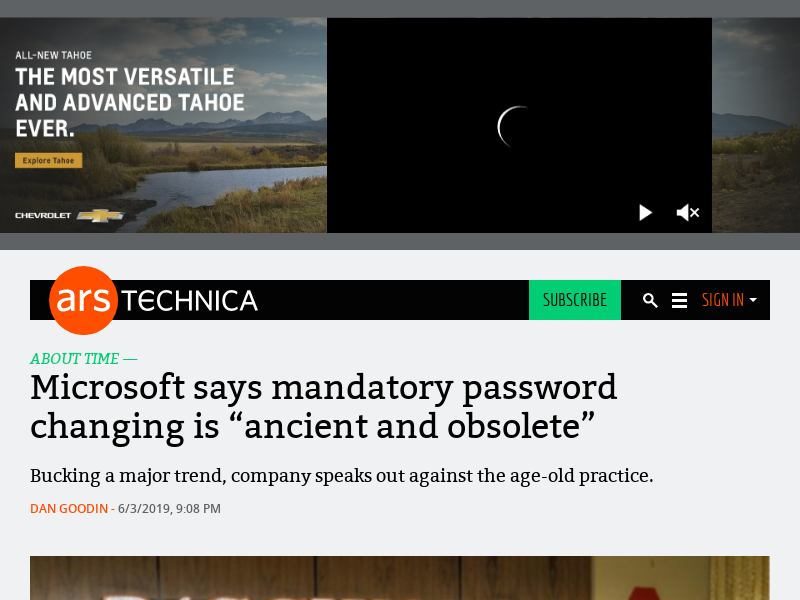 ALL-NEW TAHOE
THE MOST VERSATILE
AND ADVANCED TAHOE
EVER.
Explore Tahoe
CHEVROLET
ars TECHNICA
SUBSCRIBE
SIGN IN
ABOUT TIME —
Microsoft says mandatory password
changing is “ancient and obsolete”
Bucking a major trend, company speaks out against the age-old practice.
DAN GOODIN - 6/3/2019, 9:08 PM